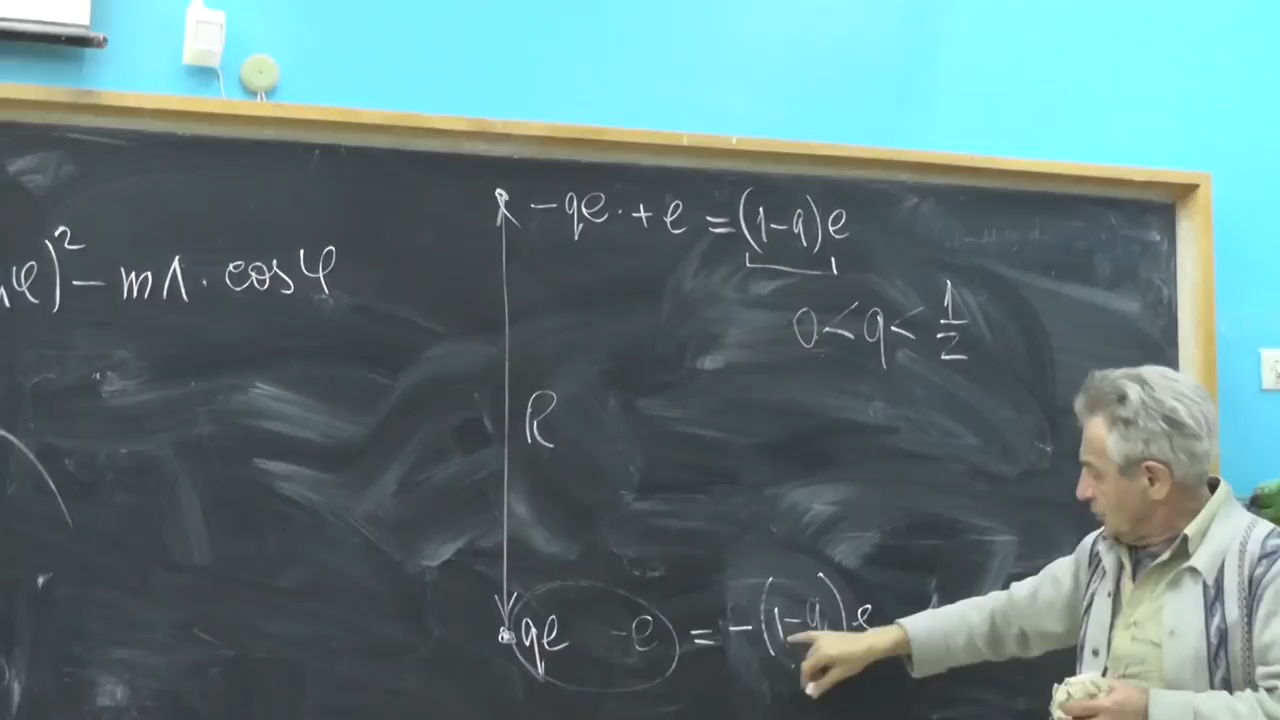 -qe · + e = (1-q)e
φ)² - mΛ · cos φ
0 < q < 1/2
R
qe -e = -(1-q)e